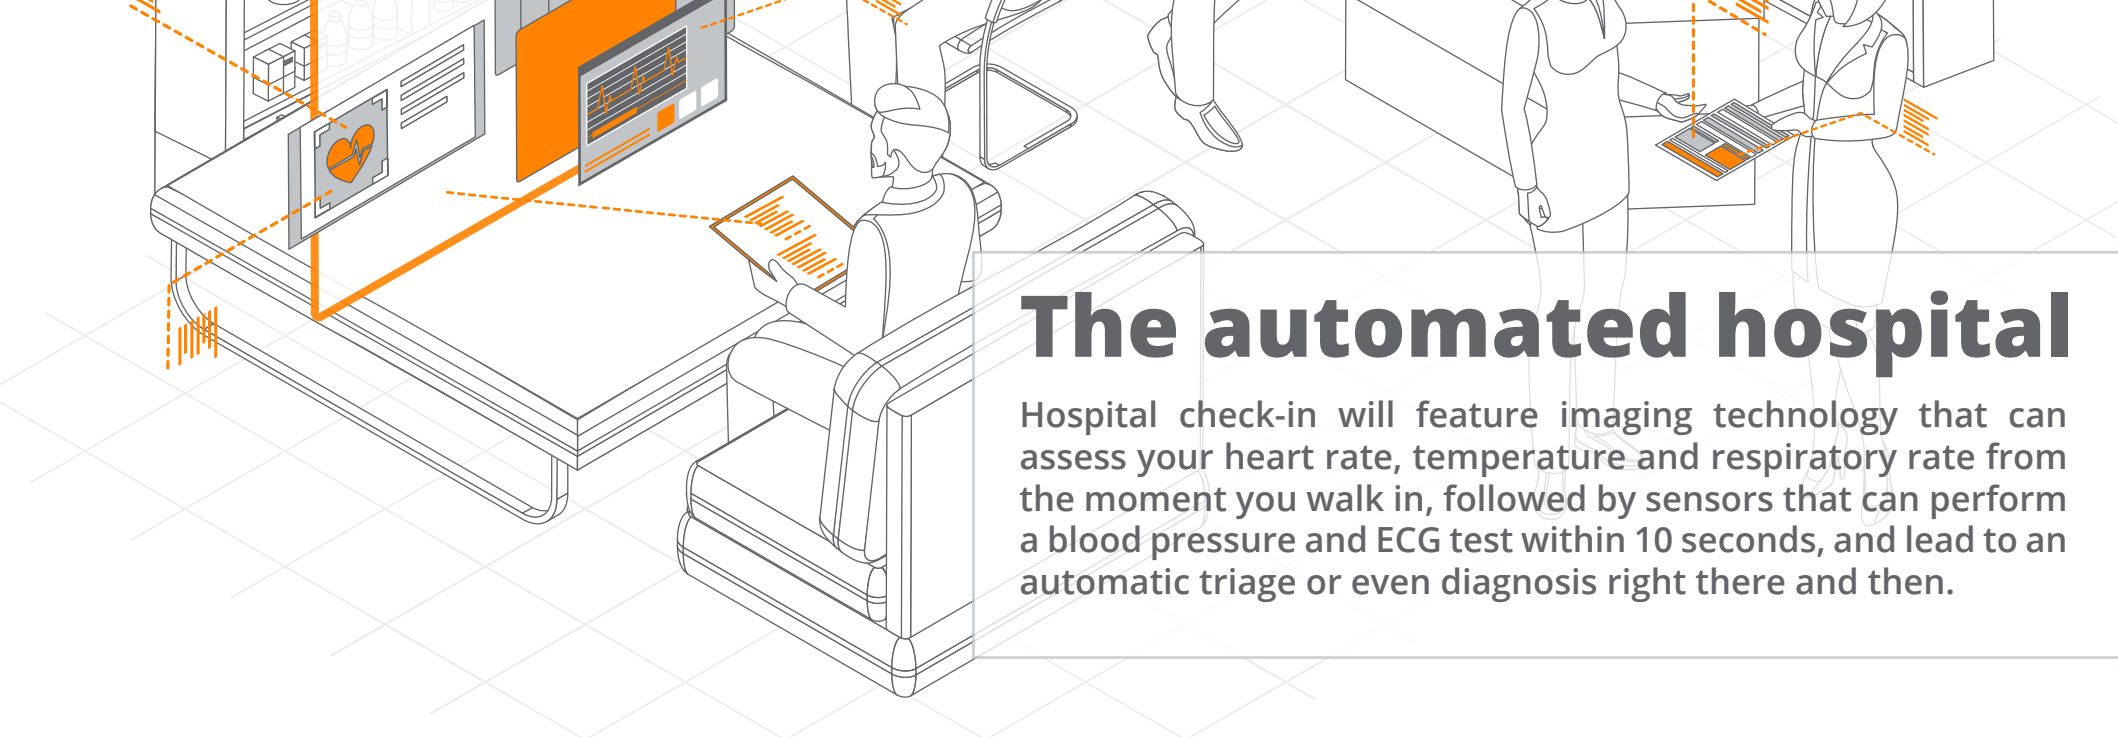 The automated hospital
Hospital check-in will feature imaging technology that can
assess your heart rate, temperature and respiratory rate from
the moment you walk in, followed by sensors that can perform
a blood pressure and ECG test within 10 seconds, and lead to an
automatic triage or even diagnosis right there and then.